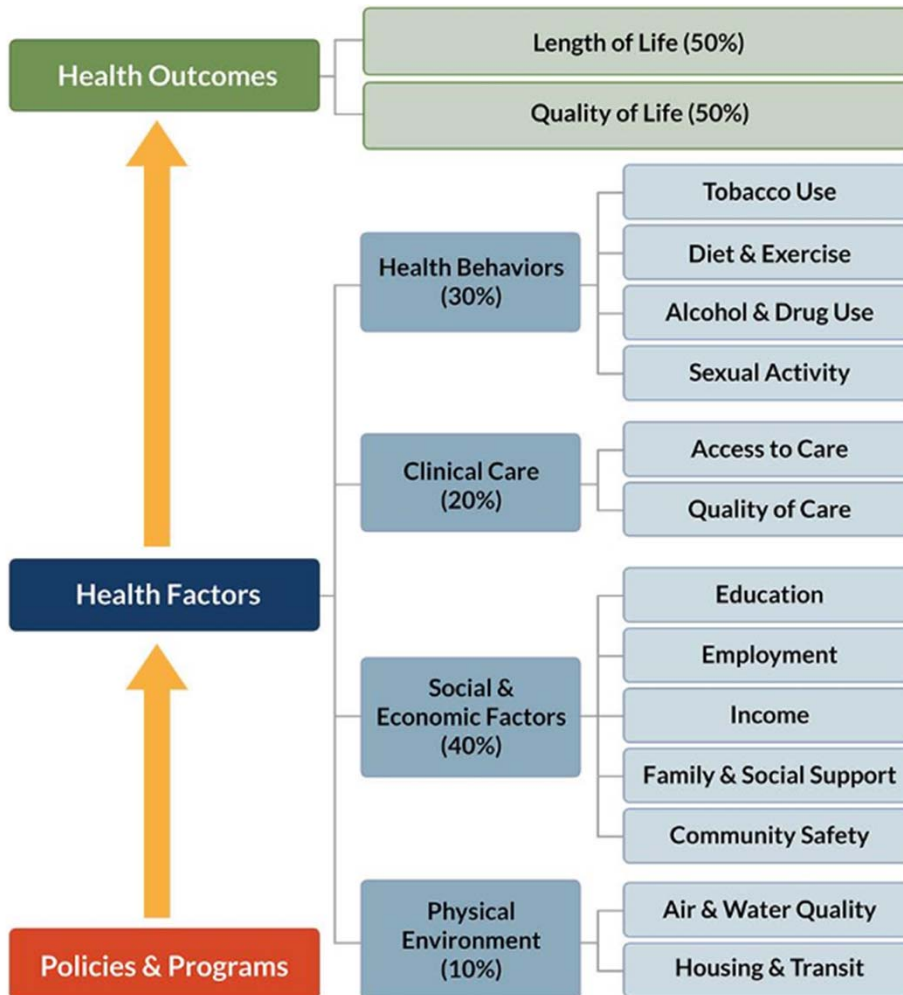 Health Outcomes
Length of Life (50%)
Quality of Life (50%)
Health Factors
Health Behaviors
(30%)
Tobacco Use
Diet & Exercise
Alcohol & Drug Use
Sexual Activity
Clinical Care
(20%)
Access to Care
Quality of Care
Social &
Economic Factors
(40%)
Education
Employment
Income
Family & Social Support
Community Safety
Physical
Environment
(10%)
Air & Water Quality
Housing & Transit
Policies & Programs